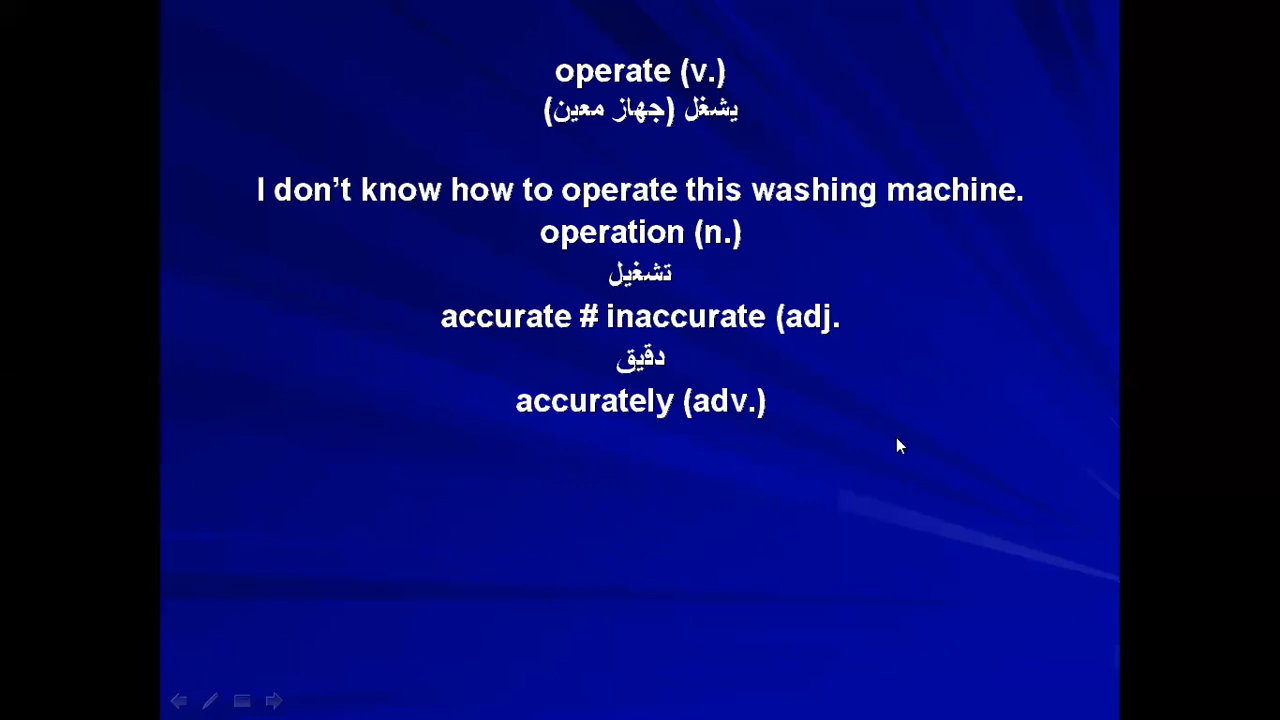 operate (v.)
يشغل (جهاز معين)
I don’t know how to operate this washing machine.
operation (n.)
تشغيل
accurate # inaccurate (adj.
دقيق
accurately (adv.)